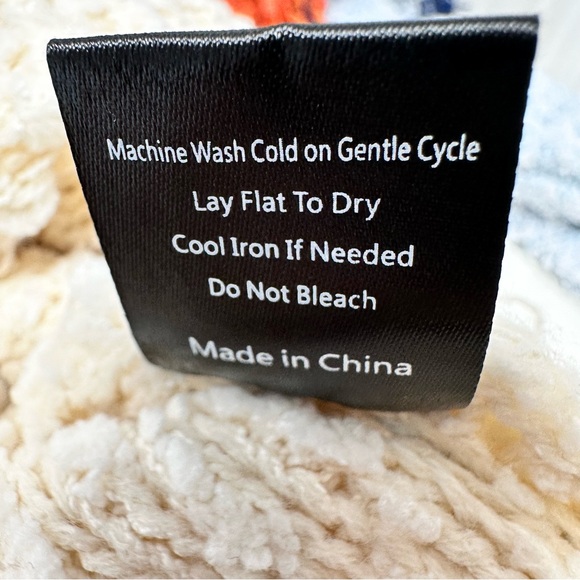 Machine Wash Cold on Gentle Cycle
Lay Flat To Dry
Cool Iron If Needed
Do Not Bleach
Made in China